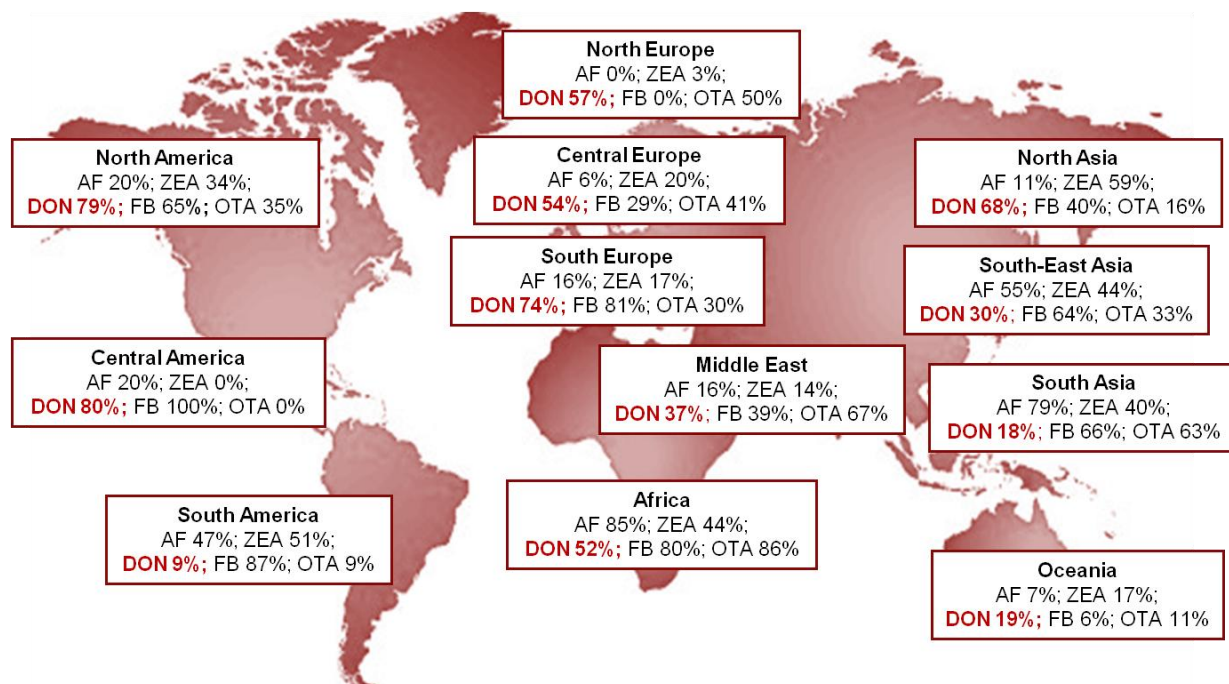 North Europe
AF 0%; ZEA 3%;
DON 57%; FB 0%; OTA 50%
North America
AF 20%; ZEA 34%;
DON 79%; FB 65%; OTA 35%
Central Europe
AF 6%; ZEA 20%;
DON 54%; FB 29%; OTA 41%
North Asia
AF 11%; ZEA 59%;
DON 68%; FB 40%; OTA 16%
South Europe
AF 16%; ZEA 17%;
DON 74%; FB 81%; OTA 30%
South-East Asia
AF 55%; ZEA 44%;
DON 30%; FB 64%; OTA 33%
Central America
AF 20%; ZEA 0%;
DON 80%; FB 100%; OTA 0%
Middle East
AF 16%; ZEA 14%;
DON 37%; FB 39%; OTA 67%
South Asia
AF 79%; ZEA 40%;
DON 18%; FB 66%; OTA 63%
South America
AF 47%; ZEA 51%;
DON 9%; FB 87%; OTA 9%
Africa
AF 85%; ZEA 44%;
DON 52%; FB 80%; OTA 86%
Oceania
AF 7%; ZEA 17%;
DON 19%; FB 6%; OTA 11%